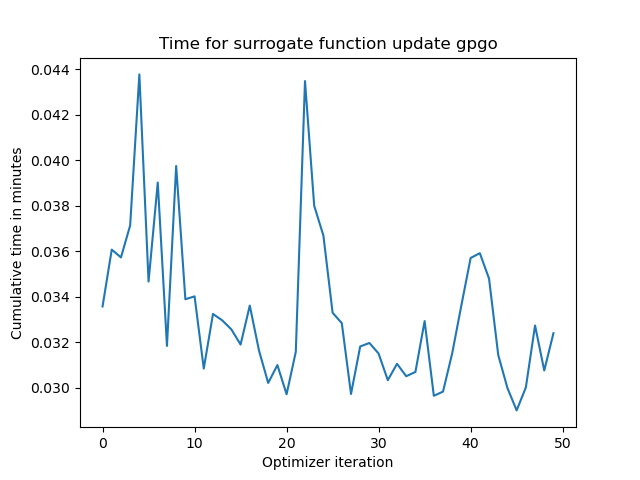 Time for surrogate function update gpgo
Cumulative time in minutes
0.044
0.042
0.040
0.038
0.036
0.034
0.032
0.030
0 10 20 30 40 50
Optimizer iteration